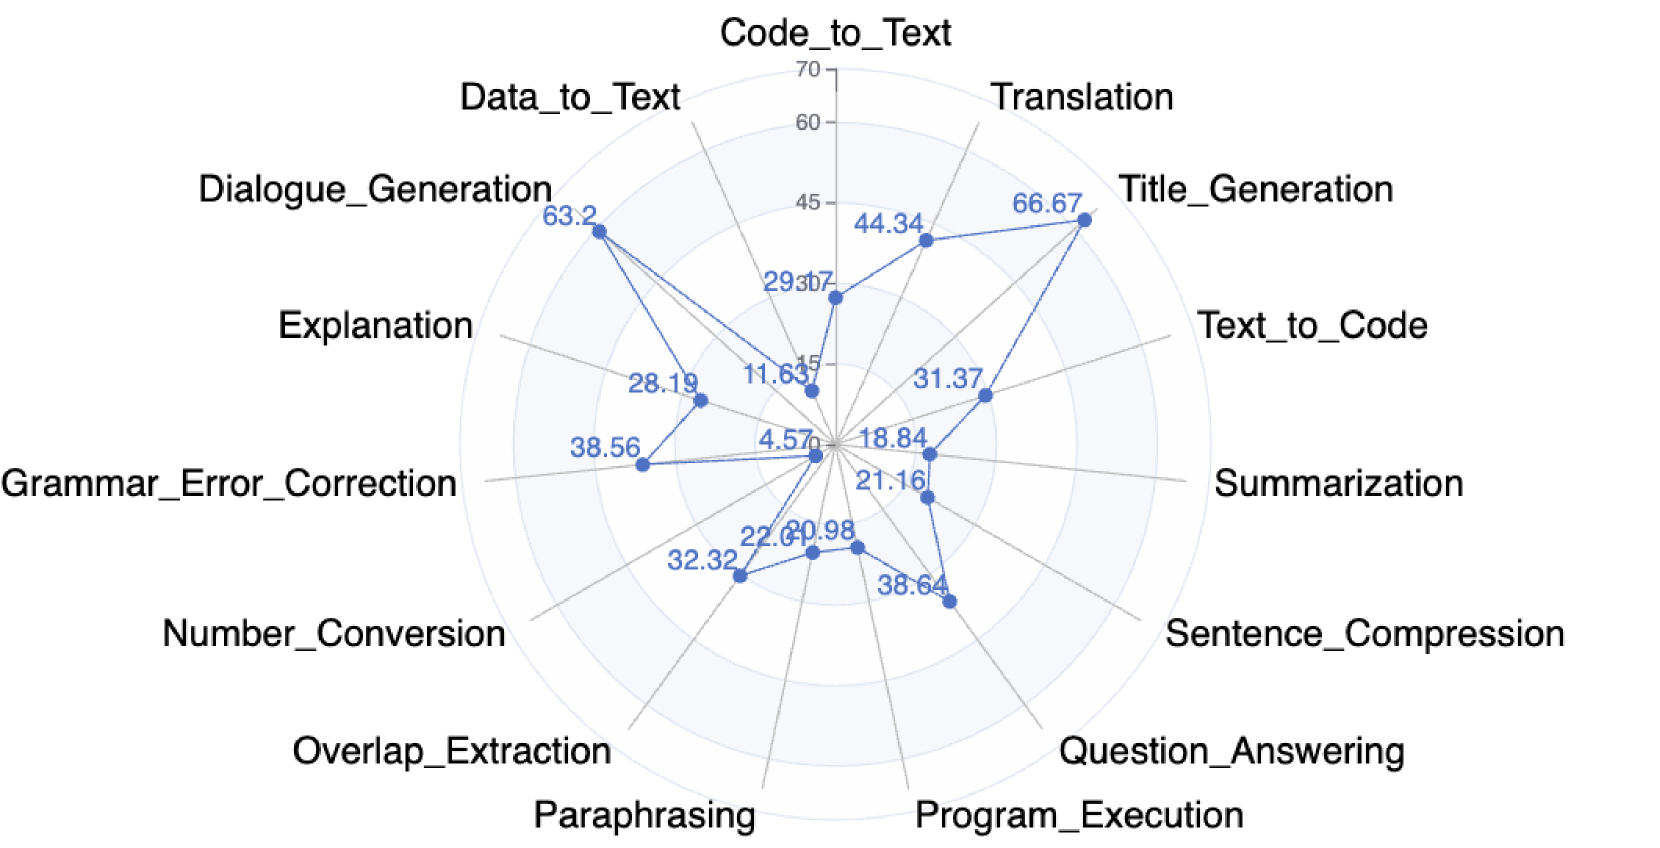 Code_to_Text
70
Data_to_Text
Translation
60
Dialogue_Generation
Title_Generation
63.2
45
44.34
66.67
29.17
30
Explanation
Text_to_Code
28.19
11.63
15
31.37
38.56
4.57
0
18.84
Grammar_Error_Correction
21.16
Summarization
32.32
22.01
20.98
38.64
Number_Conversion
Sentence_Compression
Overlap_Extraction
Question_Answering
Paraphrasing
Program_Execution